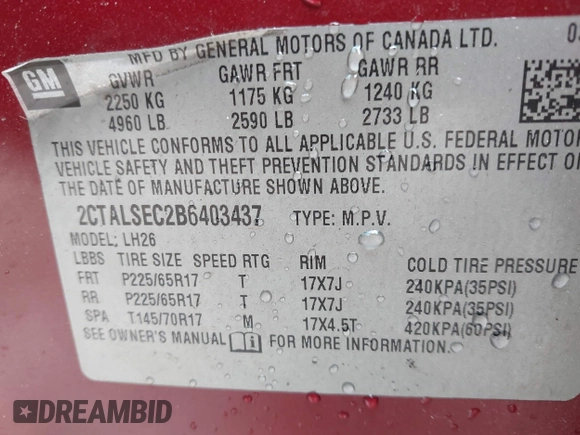 MFD BY GENERAL MOTORS OF CANADA LTD.
GM
GVWR GAWR FRT GAWR RR
2250 KG 1175 KG 1240 KG
4960 LB 2590 LB 2733 LB
THIS VEHICLE CONFORMS TO ALL APPLICABLE U.S. FEDERAL MOTOR
VEHICLE SAFETY AND THEFT PREVENTION STANDARDS IN EFFECT O
THE DATE OF MANUFACTURE SHOWN ABOVE.
2CTALSEC2B6403437 TYPE: M.P.V.
MODEL: LH26
LBBS TIRE SIZE SPEED RTG RIM COLD TIRE PRESSURE
FRT P225/65R17 T 17X7J 240KPA(35PSI)
RR P225/65R17 T 17X7J 240KPA(35PSI)
SPA T145/70R17 M 17X4.5T 420KPA(60PSI)
SEE OWNER'S MANUAL FOR MORE INFORMATION.
DREAMBID